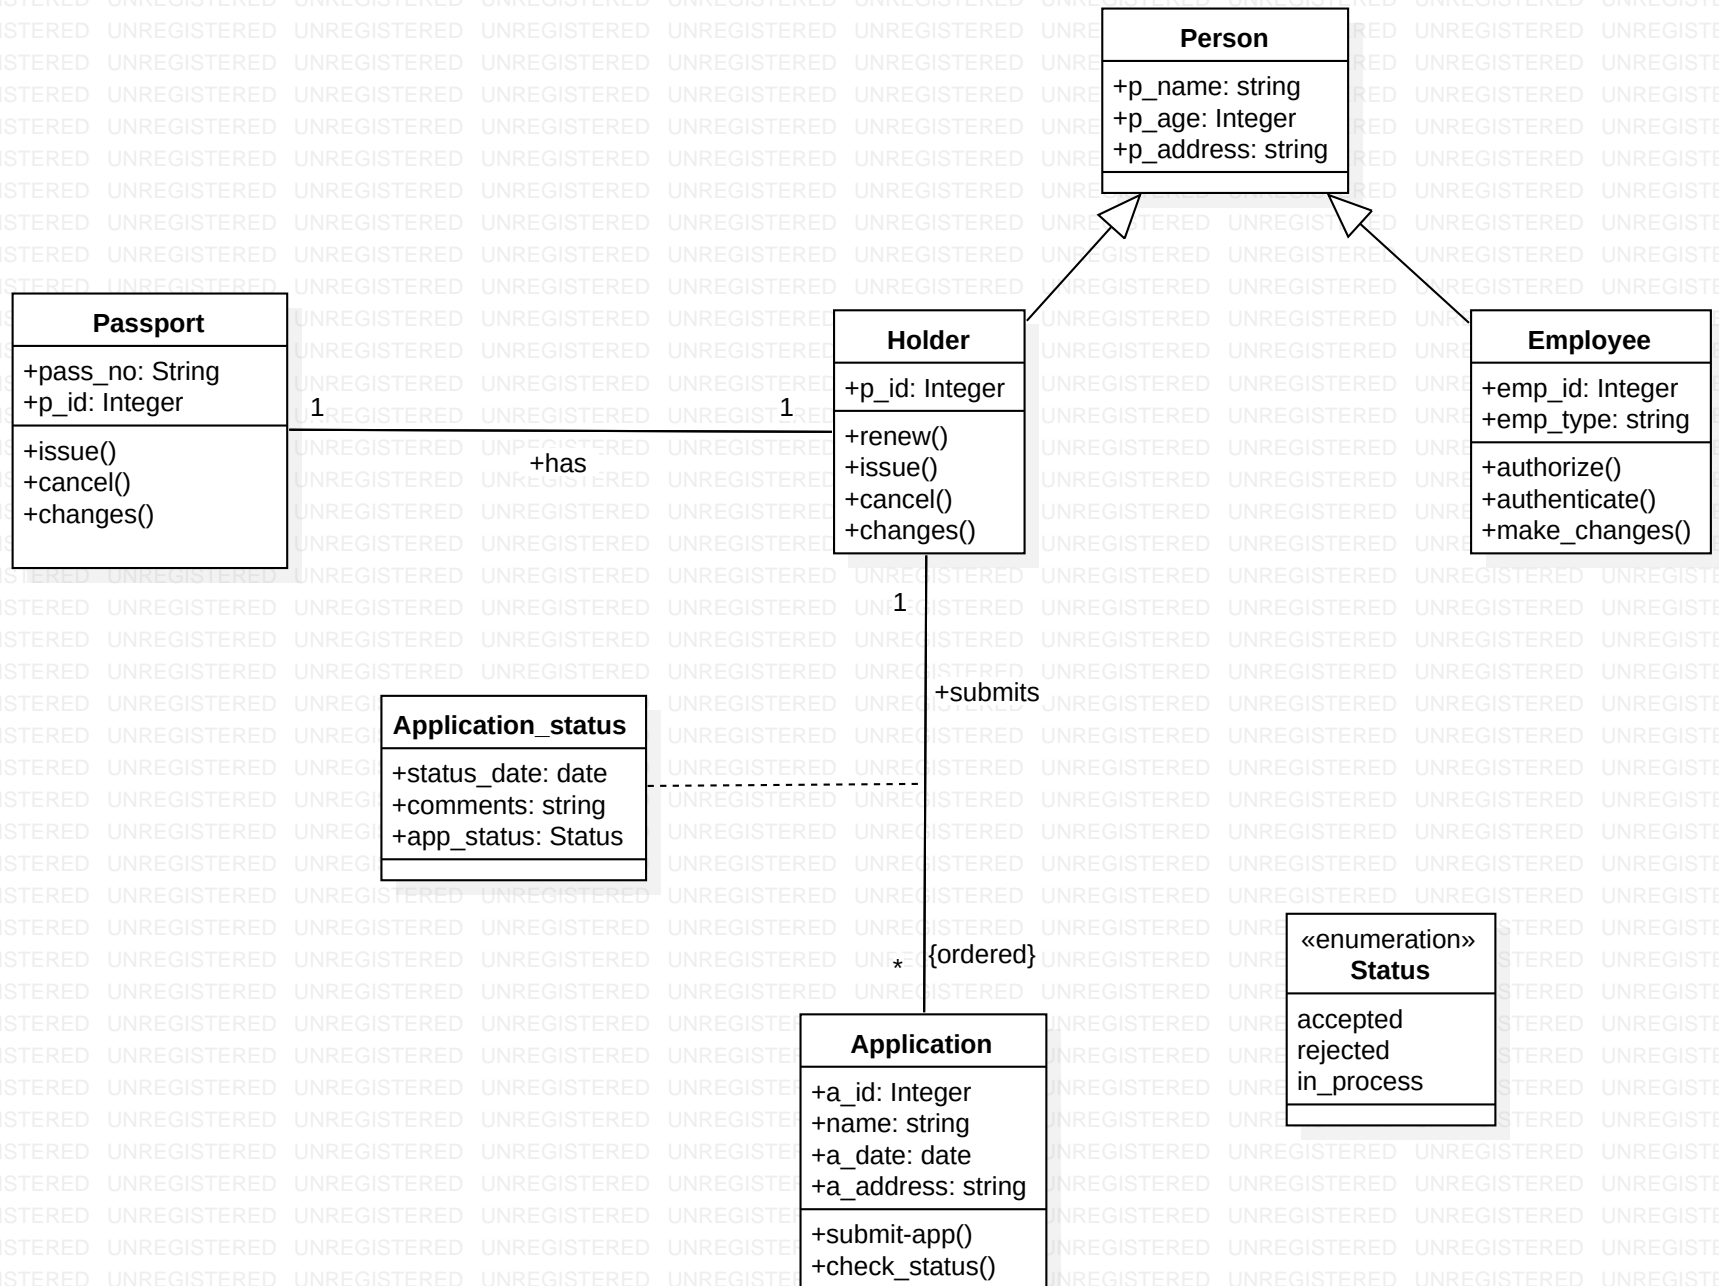 Person
+p_name: string
+p_age: Integer
+p_address: string
Passport
+pass_no: String
+p_id: Integer
+issue()
+cancel()
+changes()
1
1
+has
Holder
+p_id: Integer
+renew()
+issue()
+cancel()
+changes()
Employee
+emp_id: Integer
+emp_type: string
+authorize()
+authenticate()
+make_changes()
1
+submits
Application_status
+status_date: date
+comments: string
+app_status: Status
{ordered}
*
«enumeration»
Status
accepted
rejected
in_process
Application
+a_id: Integer
+name: string
+a_date: date
+a_address: string
+submit-app()
+check_status()
UNREGISTERED